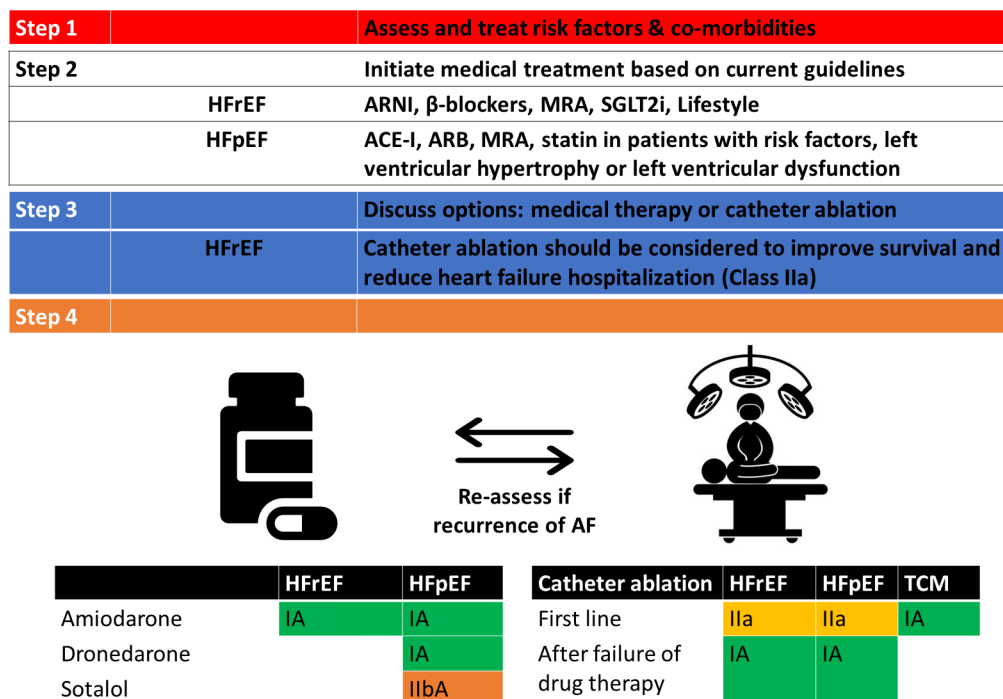 Step 1 Assess and treat risk factors & co-morbidities
Step 2 Initiate medical treatment based on current guidelines
HFrEF ARNI, β-blockers, MRA, SGLT2i, Lifestyle
HFpEF ACE-I, ARB, MRA, statin in patients with risk factors, left
ventricular hypertrophy or left ventricular dysfunction
Step 3 Discuss options: medical therapy or catheter ablation
HFrEF Catheter ablation should be considered to improve survival and
reduce heart failure hospitalization (Class IIa)
Step 4
Re-assess if
recurrence of AF
HFrEF HFpEF
Amiodarone IA IA
Dronedarone IA
Sotalol IIbA
Catheter ablation HFrEF HFpEF TCM
First line IIa IIa IA
After failure of IA IA
drug therapy